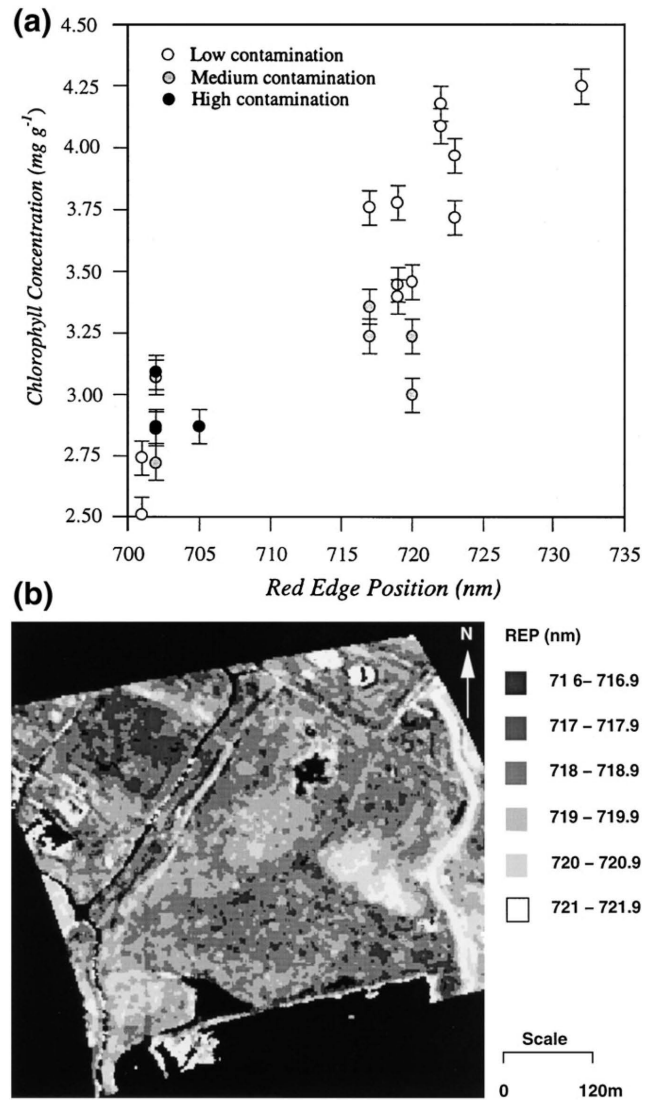 (a)
4.50
4.25
4.00
3.75
3.50
3.25
3.00
2.75
2.50
Chlorophyll Concentration (mg g⁻¹)
Low contamination
Medium contamination
High contamination
700 705 710 715 720 725 730 735
Red Edge Position (nm)
(b)
N
1
REP (nm)
71 6– 716.9
717 – 717.9
718 – 718.9
719 – 719.9
720 – 720.9
721 – 721.9
Scale
0 120m